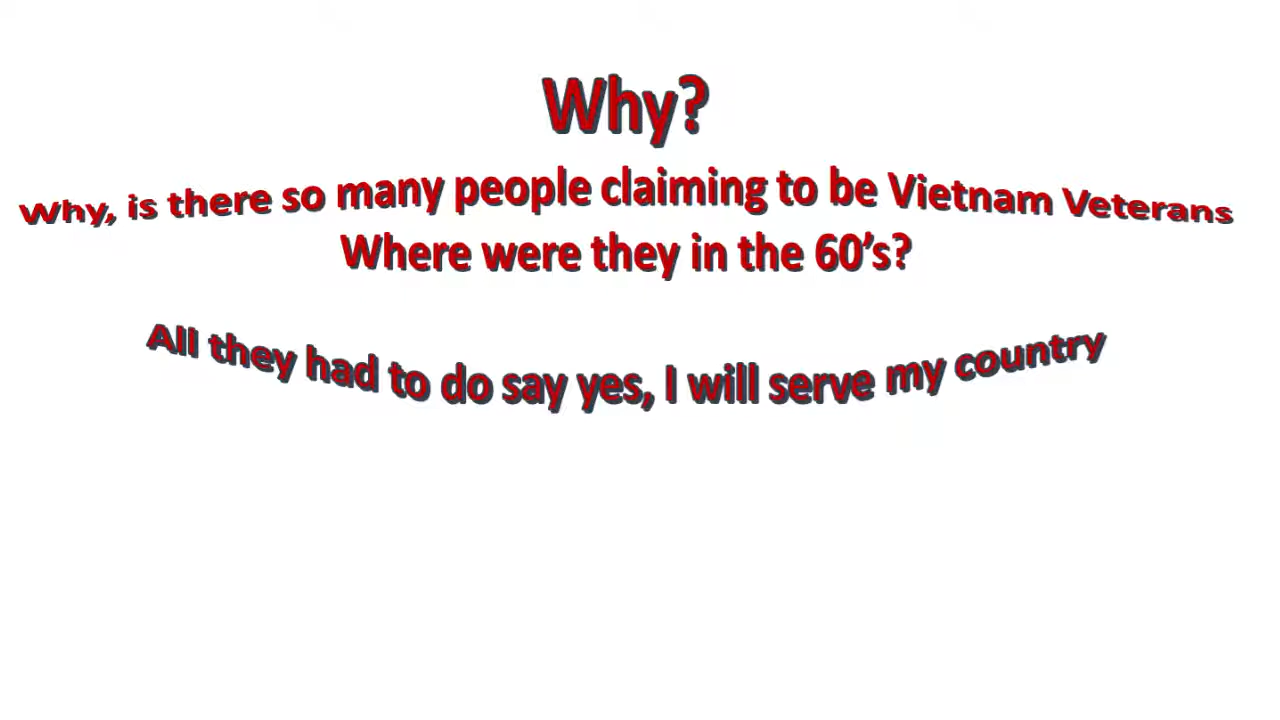 Why?
Why, is there so many people claiming to be Vietnam Veterans
Where were they in the 60's?
All they had to do say yes, I will serve my country